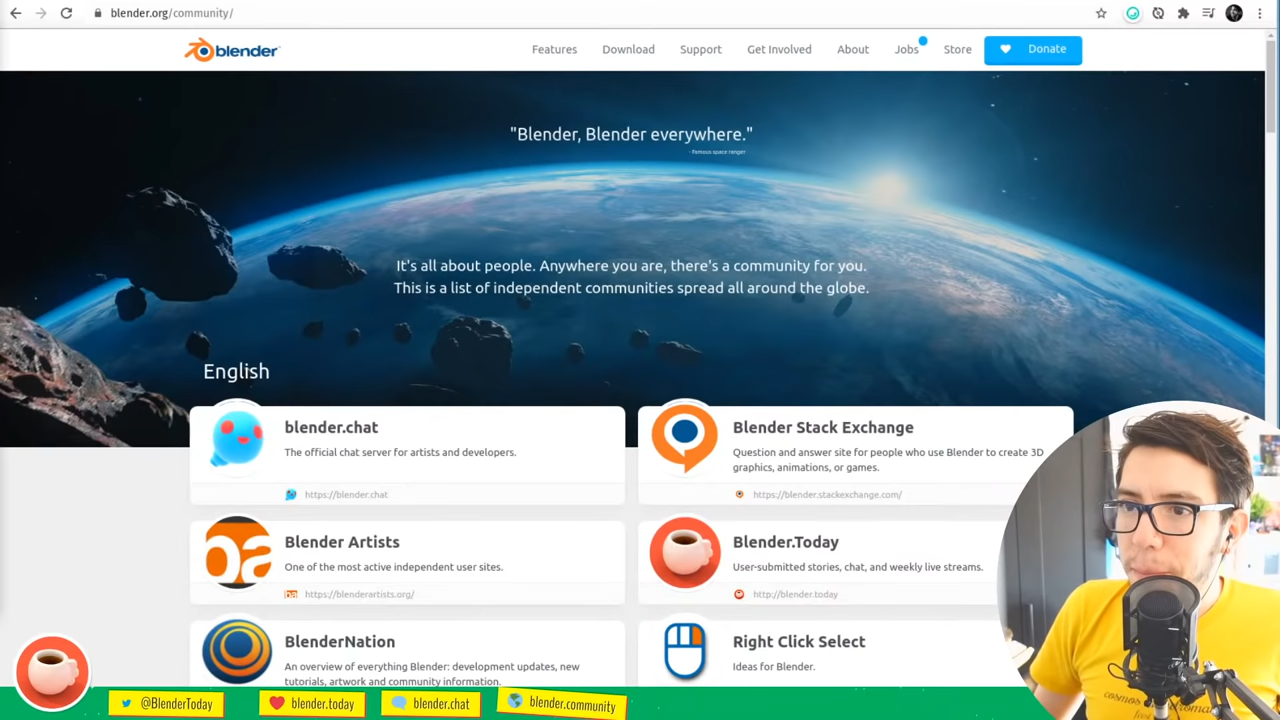 blender.org/community/
blender
Features
Download
Support
Get Involved
About
Jobs
Store
Donate
"Blender, Blender everywhere."
- Famous space ranger
It's all about people. Anywhere you are, there's a community for you.
This is a list of independent communities spread all around the globe.
English
blender.chat
The official chat server for artists and developers.
https://blender.chat
Blender Stack Exchange
Question and answer site for people who use Blender to create 3D
graphics, animations, or games.
https://blender.stackexchange.com/
ba
Blender Artists
One of the most active independent user sites.
https://blenderartists.org/
Blender.Today
User-submitted stories, chat, and weekly live streams.
http://blender.today
BlenderNation
An overview of everything Blender: development updates, new
tutorials, artwork and community information.
Right Click Select
Ideas for Blender.
@BlenderToday
blender.today
blender.chat
blender.community